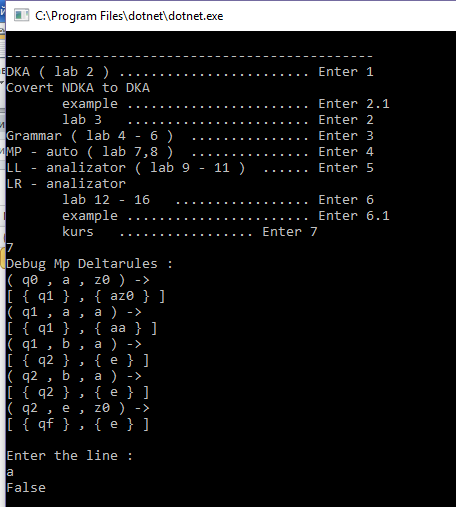 C:\Program Files\dotnet\dotnet.exe
---------------------------------------------
DKA ( lab 2 ) ....................... Enter 1
Covert NDKA to DKA
       example ...................... Enter 2.1
       lab 3   ...................... Enter 2
Grammar ( lab 4 - 6 )  .............. Enter 3
MP - auto ( lab 7,8 )  .............. Enter 4
LL - analizator ( lab 9 - 11 )  ..... Enter 5
LR - analizator
       lab 12 - 16   ................ Enter 6
       example ...................... Enter 6.1
       kurs   ................. Enter 7
7
Debug Mp Deltarules :
( q0 , a , z0 ) ->
[ { q1 } , { az0 } ]
( q1 , a , a ) ->
[ { q1 } , { aa } ]
( q1 , b , a ) ->
[ { q2 } , { e } ]
( q2 , b , a ) ->
[ { q2 } , { e } ]
( q2 , e , z0 ) ->
[ { qf } , { e } ]
Enter the line :
a
False